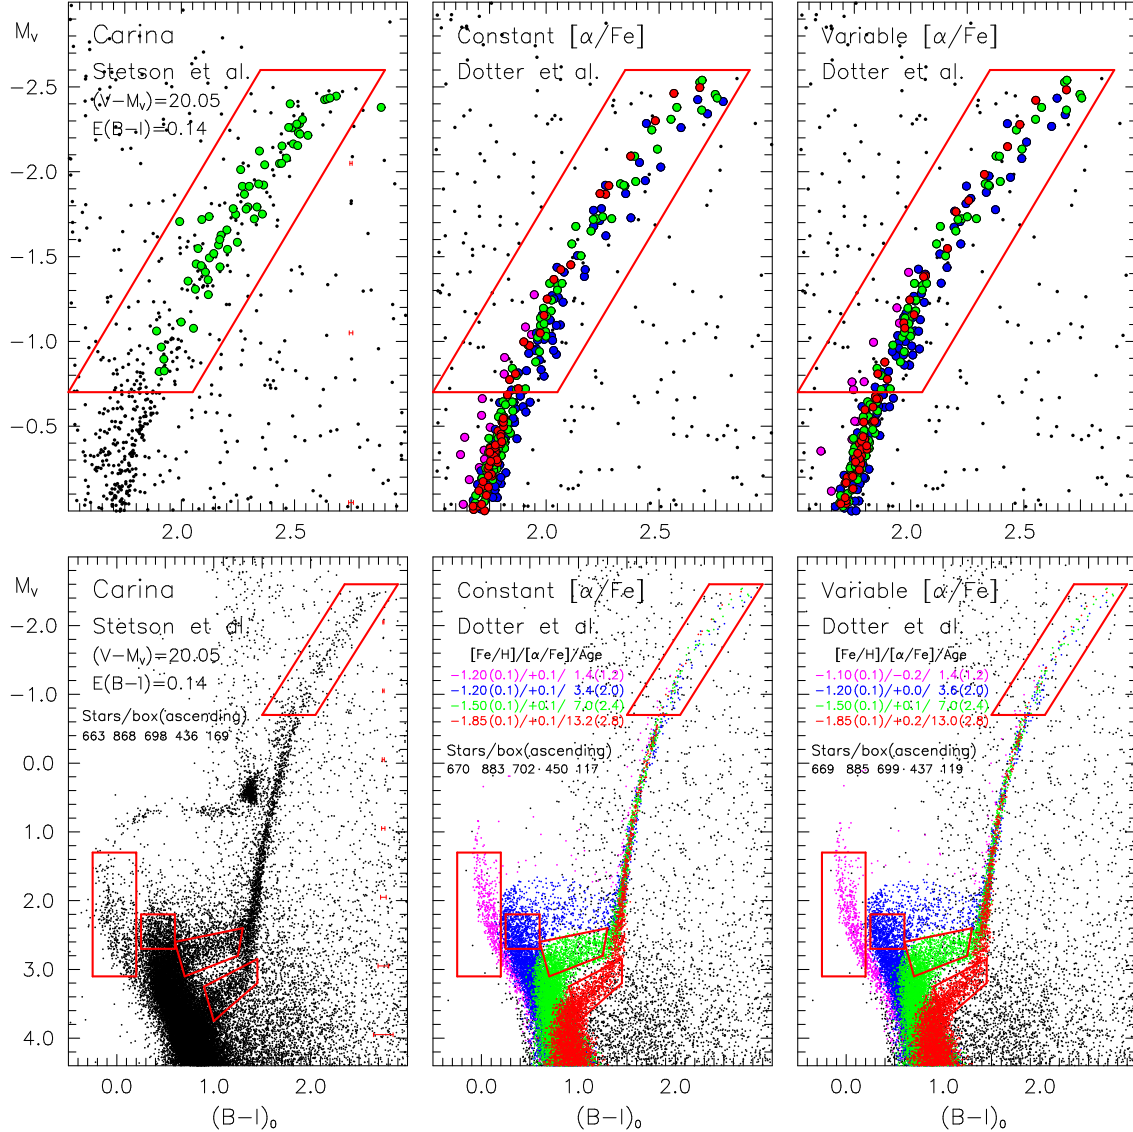 Mv
Carina
Stetson et al.
(V−Mv)=20.05
E(B−I)=0.14
−2.5
−2.0
−1.5
−1.0
−0.5
2.0 2.5
Constant [α/Fe]
Dotter et al.
2.0 2.5
Variable [α/Fe]
Dotter et al.
2.0 2.5
Mv
Carina
Stetson et al.
(V−Mv)=20.05
E(B−I)=0.14
Stars/box(ascending)
663 868 698 436 169
−2.0
−1.0
0.0
1.0
2.0
3.0
4.0
0.0 1.0 2.0
(B−I)₀
Constant [α/Fe]
Dotter et al.
[Fe/H]/[α/Fe]/Age
−1.20(0.1)/+0.1/ 1.4(1.2)
−1.20(0.1)/+0.1/ 3.4(2.0)
−1.50(0.1)/+0.1/ 7.0(2.4)
−1.85(0.1)/+0.1/13.2(2.8)
Stars/box(ascending)
670 883 702 450 117
0.0 1.0 2.0
(B−I)₀
Variable [α/Fe]
Dotter et al.
[Fe/H]/[α/Fe]/Age
−1.10(0.1)/−0.2/ 1.4(1.2)
−1.20(0.1)/+0.0/ 3.6(2.0)
−1.50(0.1)/+0.1/ 7.0(2.4)
−1.85(0.1)/+0.2/13.0(2.8)
Stars/box(ascending)
669 885 699 437 119
0.0 1.0 2.0
(B−I)₀